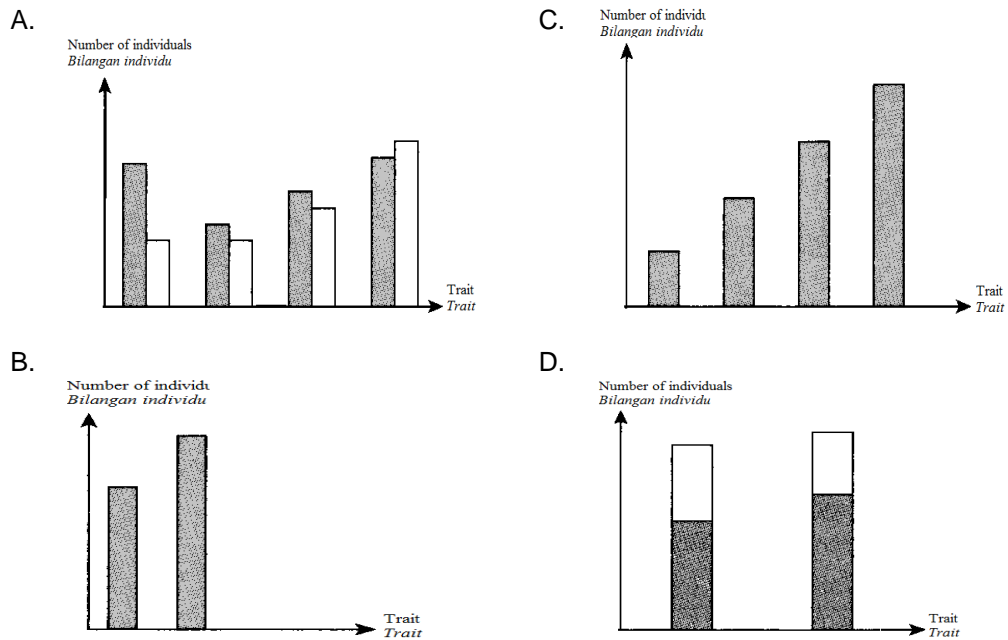 A.
Number of individuals
Bilangan individu
Trait
Trait
C.
Number of individu
Bilangan individu
Trait
Trait
B.
Number of individu
Bilangan individu
Trait
Trait
D.
Number of individuals
Bilangan individu
Trait
Trait